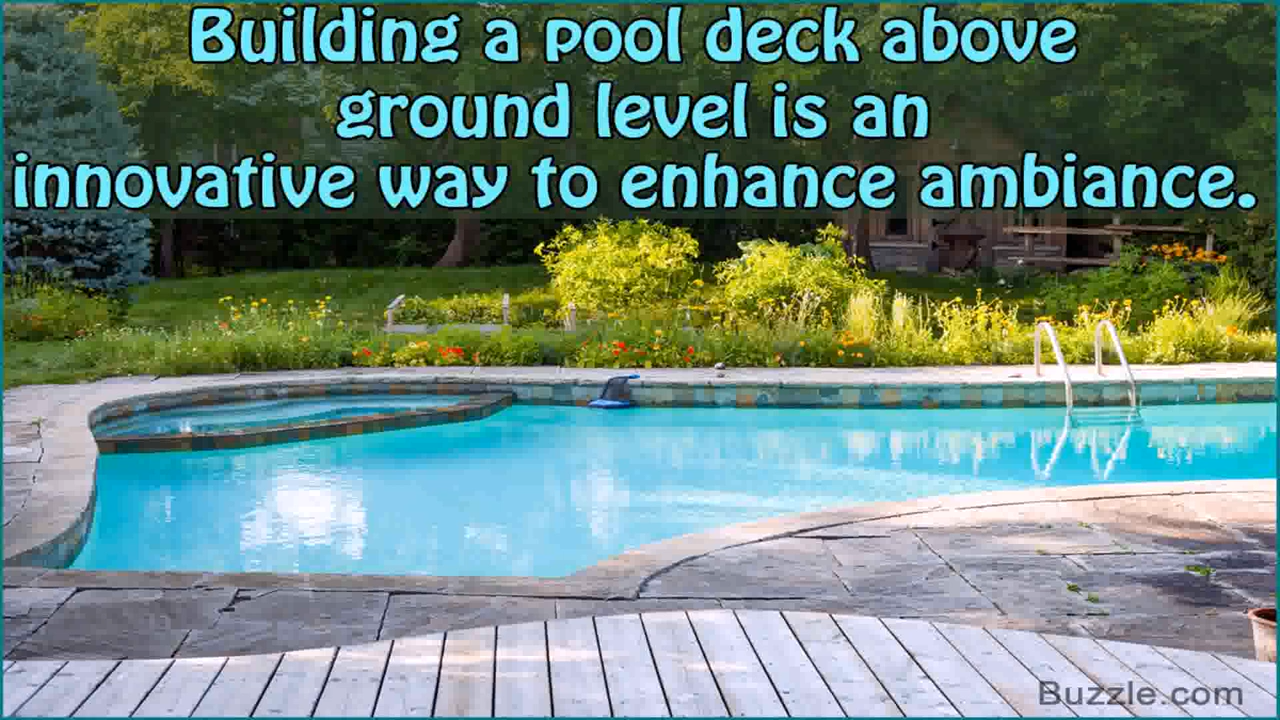 Building a pool deck above
ground level is an
innovative way to enhance ambiance.
Buzzle.com